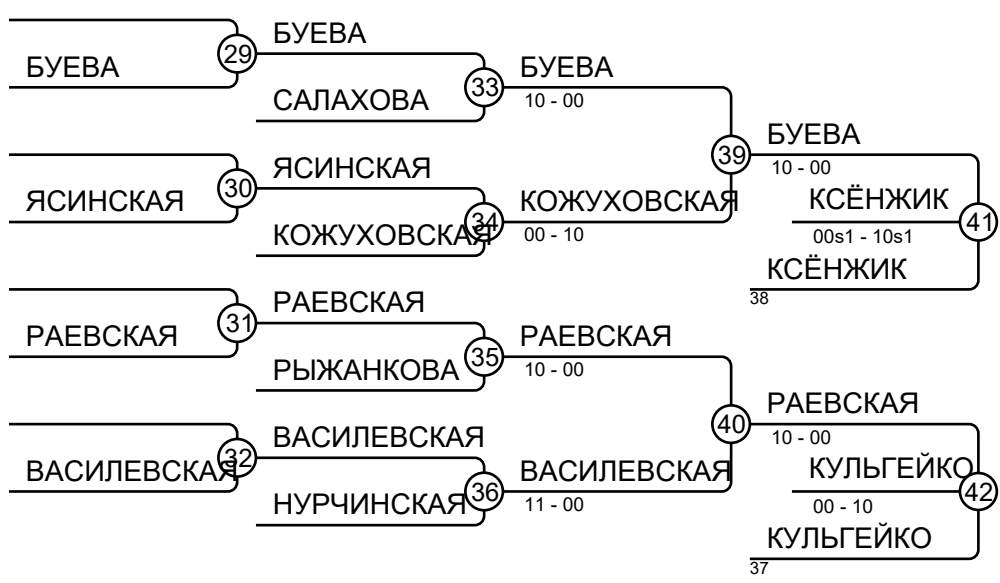 БУЕВА
29
БУЕВА
САЛАХОВА
33
БУЕВА
10 - 00
ЯСИНСКАЯ
30
ЯСИНСКАЯ
КОЖУХОВСКАЯ
34
КОЖУХОВСКАЯ
00 - 10
39
БУЕВА
10 - 00
КСЁНЖИК
00s1 - 10s1
41
КСЁНЖИК
38
РАЕВСКАЯ
31
РАЕВСКАЯ
РЫЖАНКОВА
35
РАЕВСКАЯ
10 - 00
ВАСИЛЕВСКАЯ
32
ВАСИЛЕВСКАЯ
НУРЧИНСКАЯ
36
ВАСИЛЕВСКАЯ
11 - 00
40
РАЕВСКАЯ
10 - 00
КУЛЬГЕЙКО
00 - 10
42
КУЛЬГЕЙКО
37